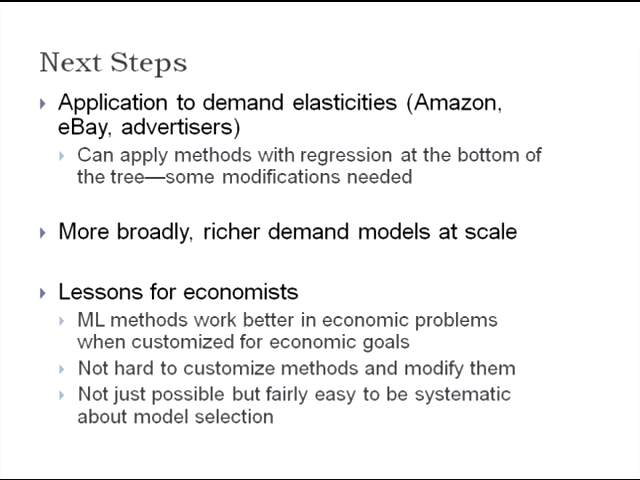 Next Steps
Application to demand elasticities (Amazon,
eBay, advertisers)
Can apply methods with regression at the bottom of
the tree—some modifications needed
More broadly, richer demand models at scale
Lessons for economists
ML methods work better in economic problems
when customized for economic goals
Not hard to customize methods and modify them
Not just possible but fairly easy to be systematic
about model selection